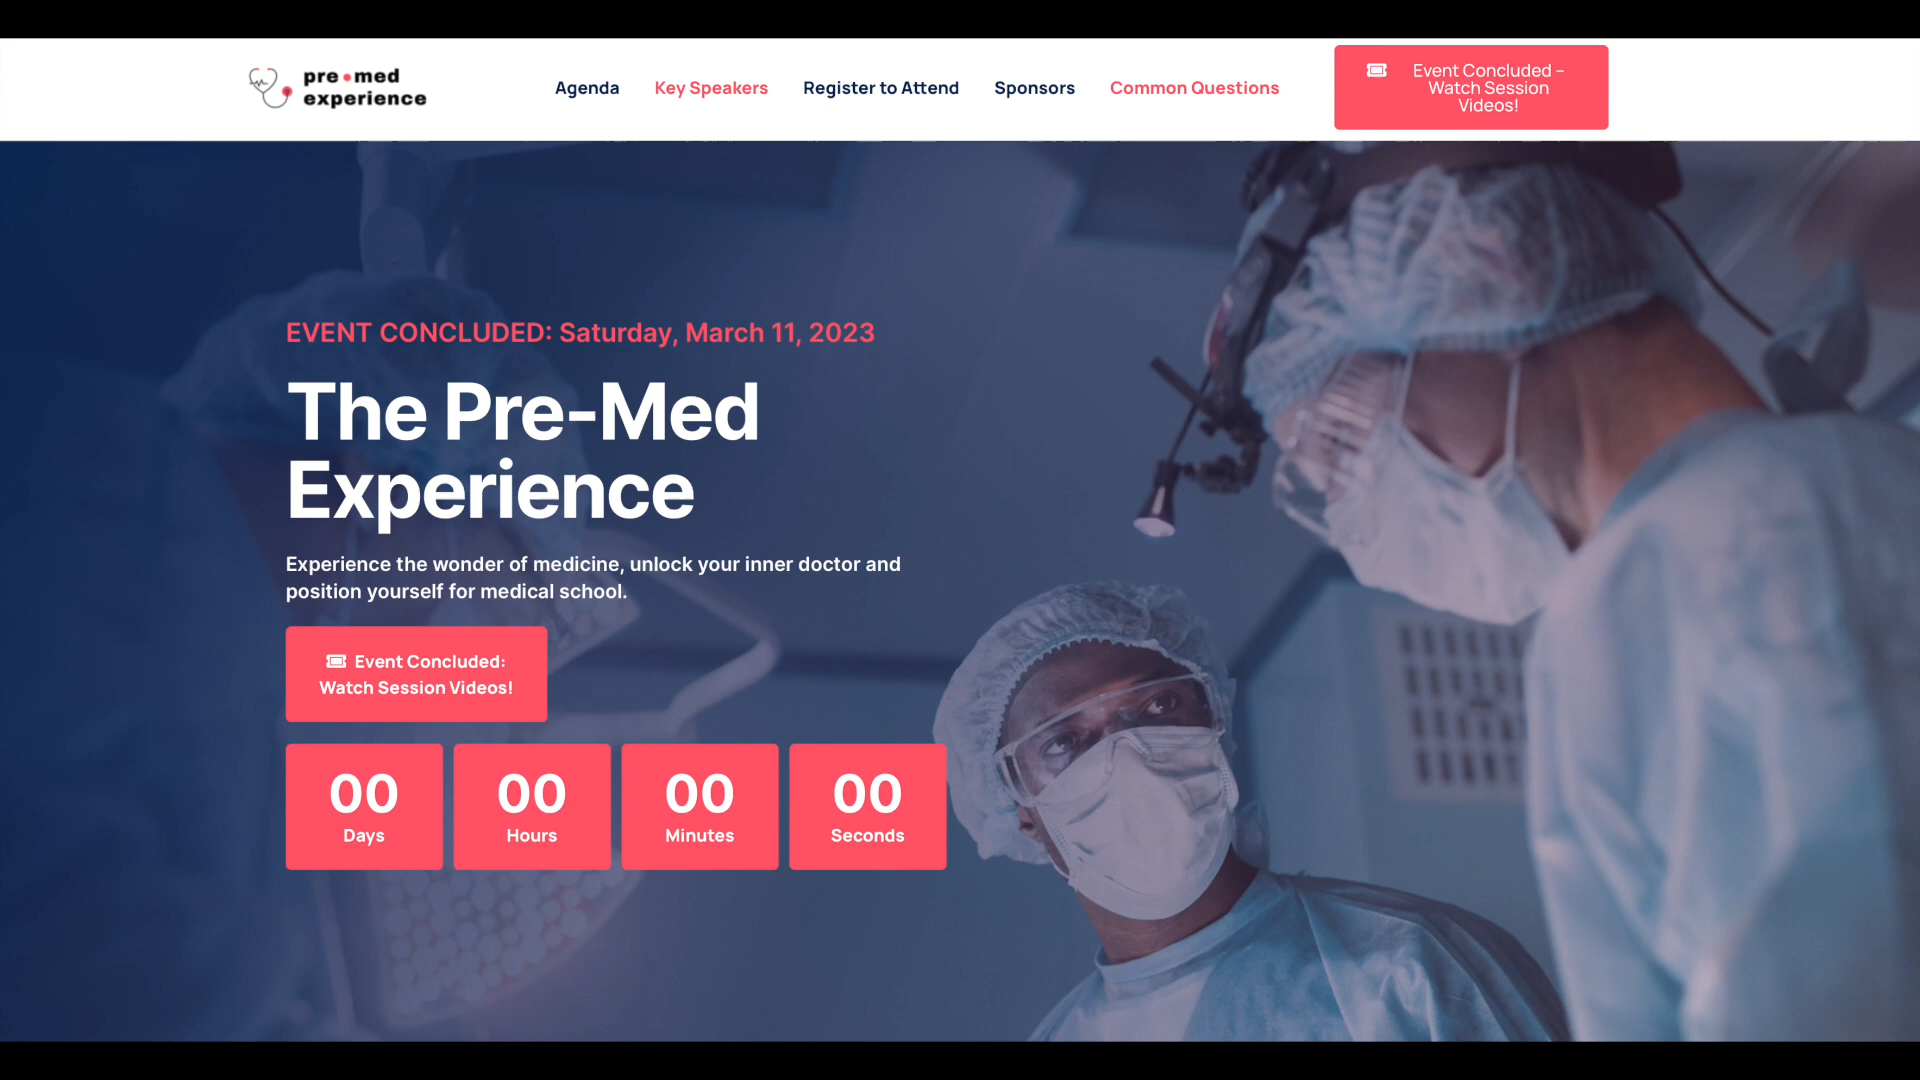 pre•med
experience
Agenda
Key Speakers
Register to Attend
Sponsors
Common Questions
Event Concluded –
Watch Session
Videos!
EVENT CONCLUDED: Saturday, March 11, 2023
The Pre-Med
Experience
Experience the wonder of medicine, unlock your inner doctor and
position yourself for medical school.
Event Concluded:
Watch Session Videos!
00
Days
00
Hours
00
Minutes
00
Seconds